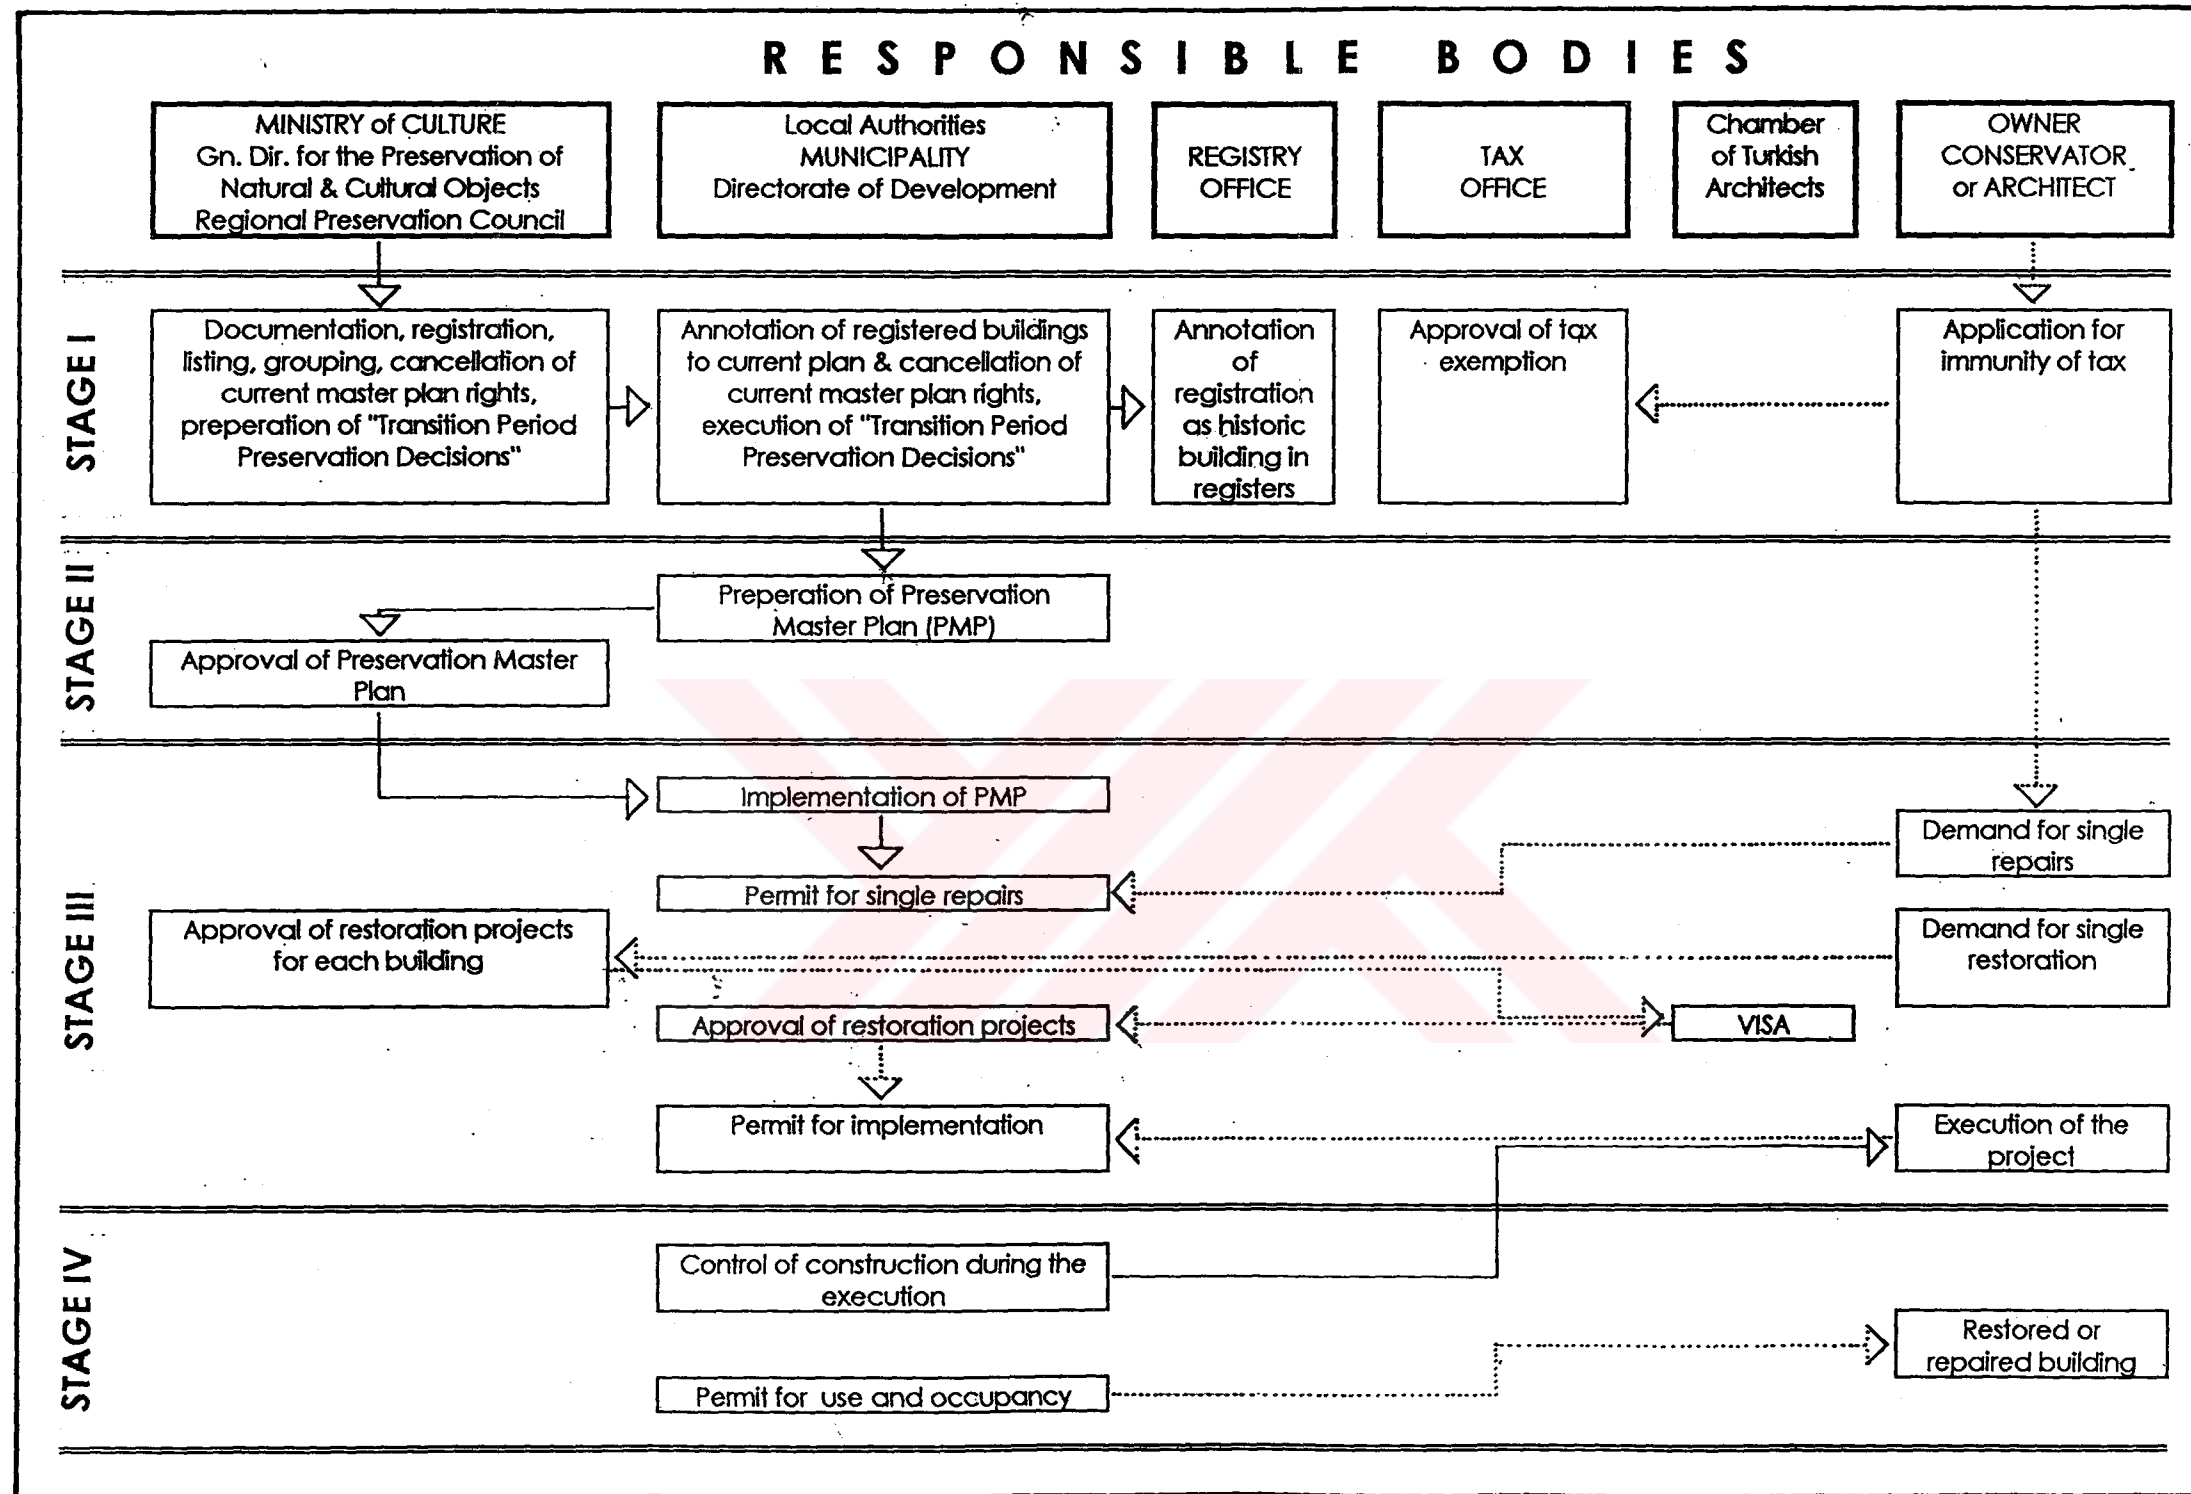 RESPONSIBLE BODIES
MINISTRY of CULTURE
Gn. Dir. for the Preservation of
Natural & Cultural Objects
Regional Preservation Council
Local Authorities
MUNICIPALITY
Directorate of Development
REGISTRY
OFFICE
TAX
OFFICE
Chamber
of Turkish
Architects
OWNER
CONSERVATOR
or ARCHITECT
STAGE I
Documentation, registration,
listing, grouping, cancellation of
current master plan rights,
preperation of "Transition Period
Preservation Decisions"
Annotation of registered buildings
to current plan & cancellation of
current master plan rights,
execution of "Transition Period
Preservation Decisions"
Annotation
of
registration
as historic
building in
registers
Approval of tax
exemption
Application for
immunity of tax
STAGE II
Preperation of Preservation
Master Plan (PMP)
Approval of Preservation Master
Plan
STAGE III
Implementation of PMP
Demand for single
repairs
Permit for single repairs
Approval of restoration projects
for each building
Demand for single
restoration
Approval of restoration projects
VISA
Permit for implementation
Execution of the
project
STAGE IV
Control of construction during the
execution
Restored or
repaired building
Permit for use and occupancy